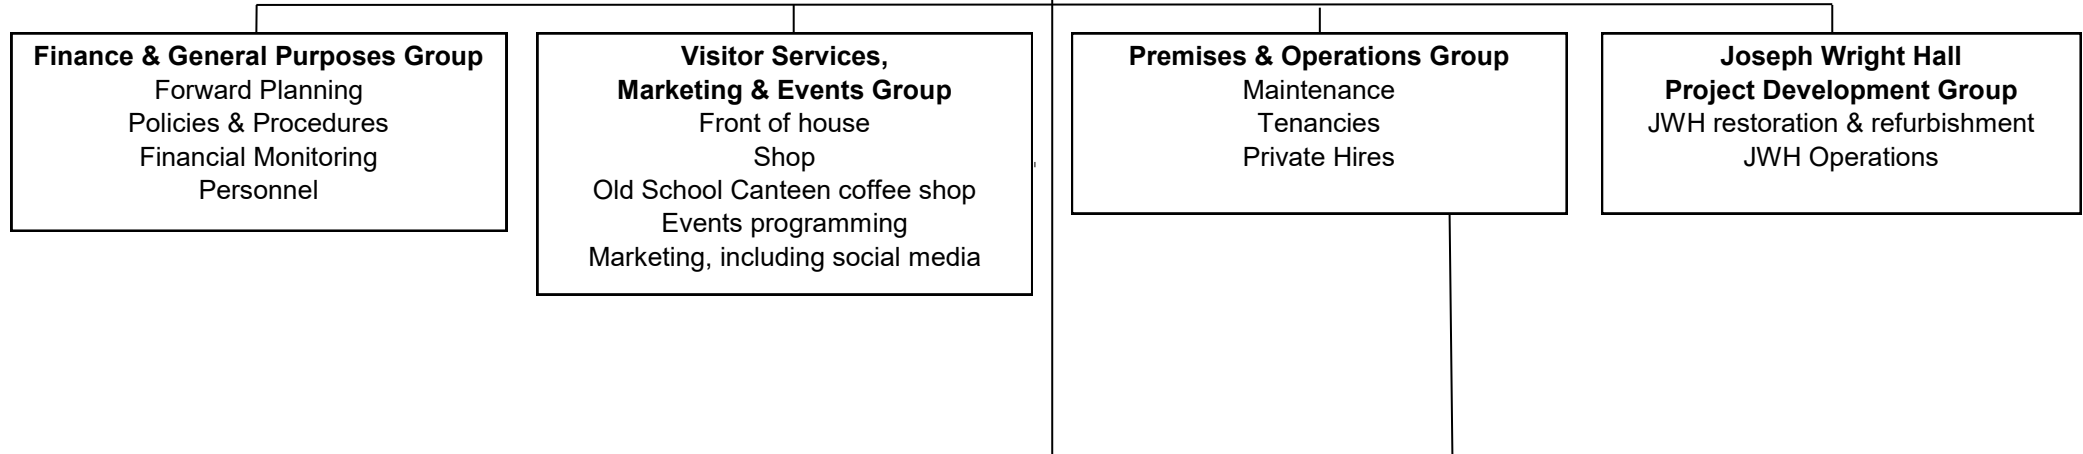 Finance & General Purposes Group
Forward Planning
Policies & Procedures
Financial Monitoring
Personnel
Visitor Services,
Marketing & Events Group
Front of house
Shop
Old School Canteen coffee shop
Events programming
Marketing, including social media
Premises & Operations Group
Maintenance
Tenancies
Private Hires
Joseph Wright Hall
Project Development Group
JWH restoration & refurbishment
JWH Operations